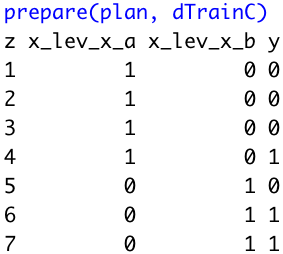 prepare(plan, dTrainC)
z x_lev_x_a x_lev_x_b y
1 1 0 0
2 1 0 0
3 1 0 0
4 1 0 1
5 0 1 0
6 0 1 1
7 0 1 1